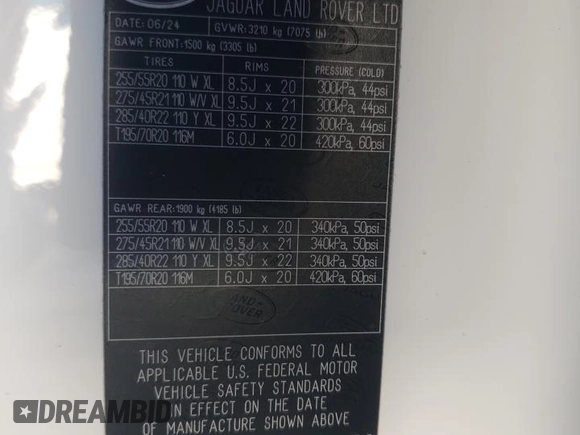 JAGUAR LAND ROVER LTD
DATE: 06/24 GVWR: 3210 kg (7075 lb)
GAWR FRONT: 1500 kg (3305 lb)
TIRES RIMS PRESSURE (COLD)
255/55R20 110 W XL 8.5J x 20 300kPa, 44psi
275/45R21 110 W/V XL 9.5J x 21 300kPa, 44psi
285/40R22 110 Y XL 9.5J x 22 300kPa, 44psi
T195/70R20 116M 6.0J x 20 420kPa, 60psi
GAWR REAR: 1900 kg (4185 lb)
255/55R20 110 W XL 8.5J x 20 340kPa, 50psi
275/45R21 110 W/V XL 9.5J x 21 340kPa, 50psi
285/40R22 110 Y XL 9.5J x 22 340kPa, 50psi
T195/70R20 116M 6.0J x 20 420kPa, 60psi
LAND ROVER
THIS VEHICLE CONFORMS TO ALL
APPLICABLE U.S. FEDERAL MOTOR
VEHICLE SAFETY STANDARDS
IN EFFECT ON THE DATE
OF MANUFACTURE SHOWN ABOVE
DREAMBID